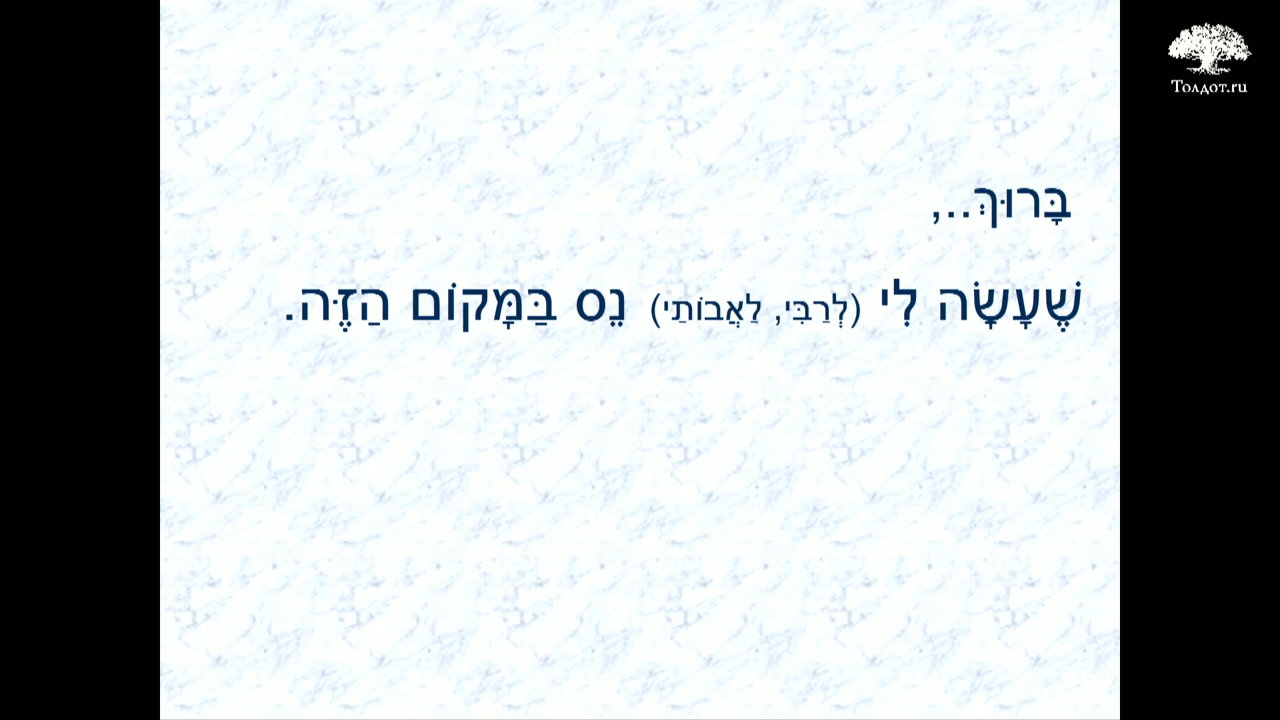 Толдот.ru
בָּרוּךְ..,
שֶׁעָשָׂה לִי (לְרַבִּי, לַאֲבוֹתַי) נֵס בַּמָּקוֹם הַזֶּה.